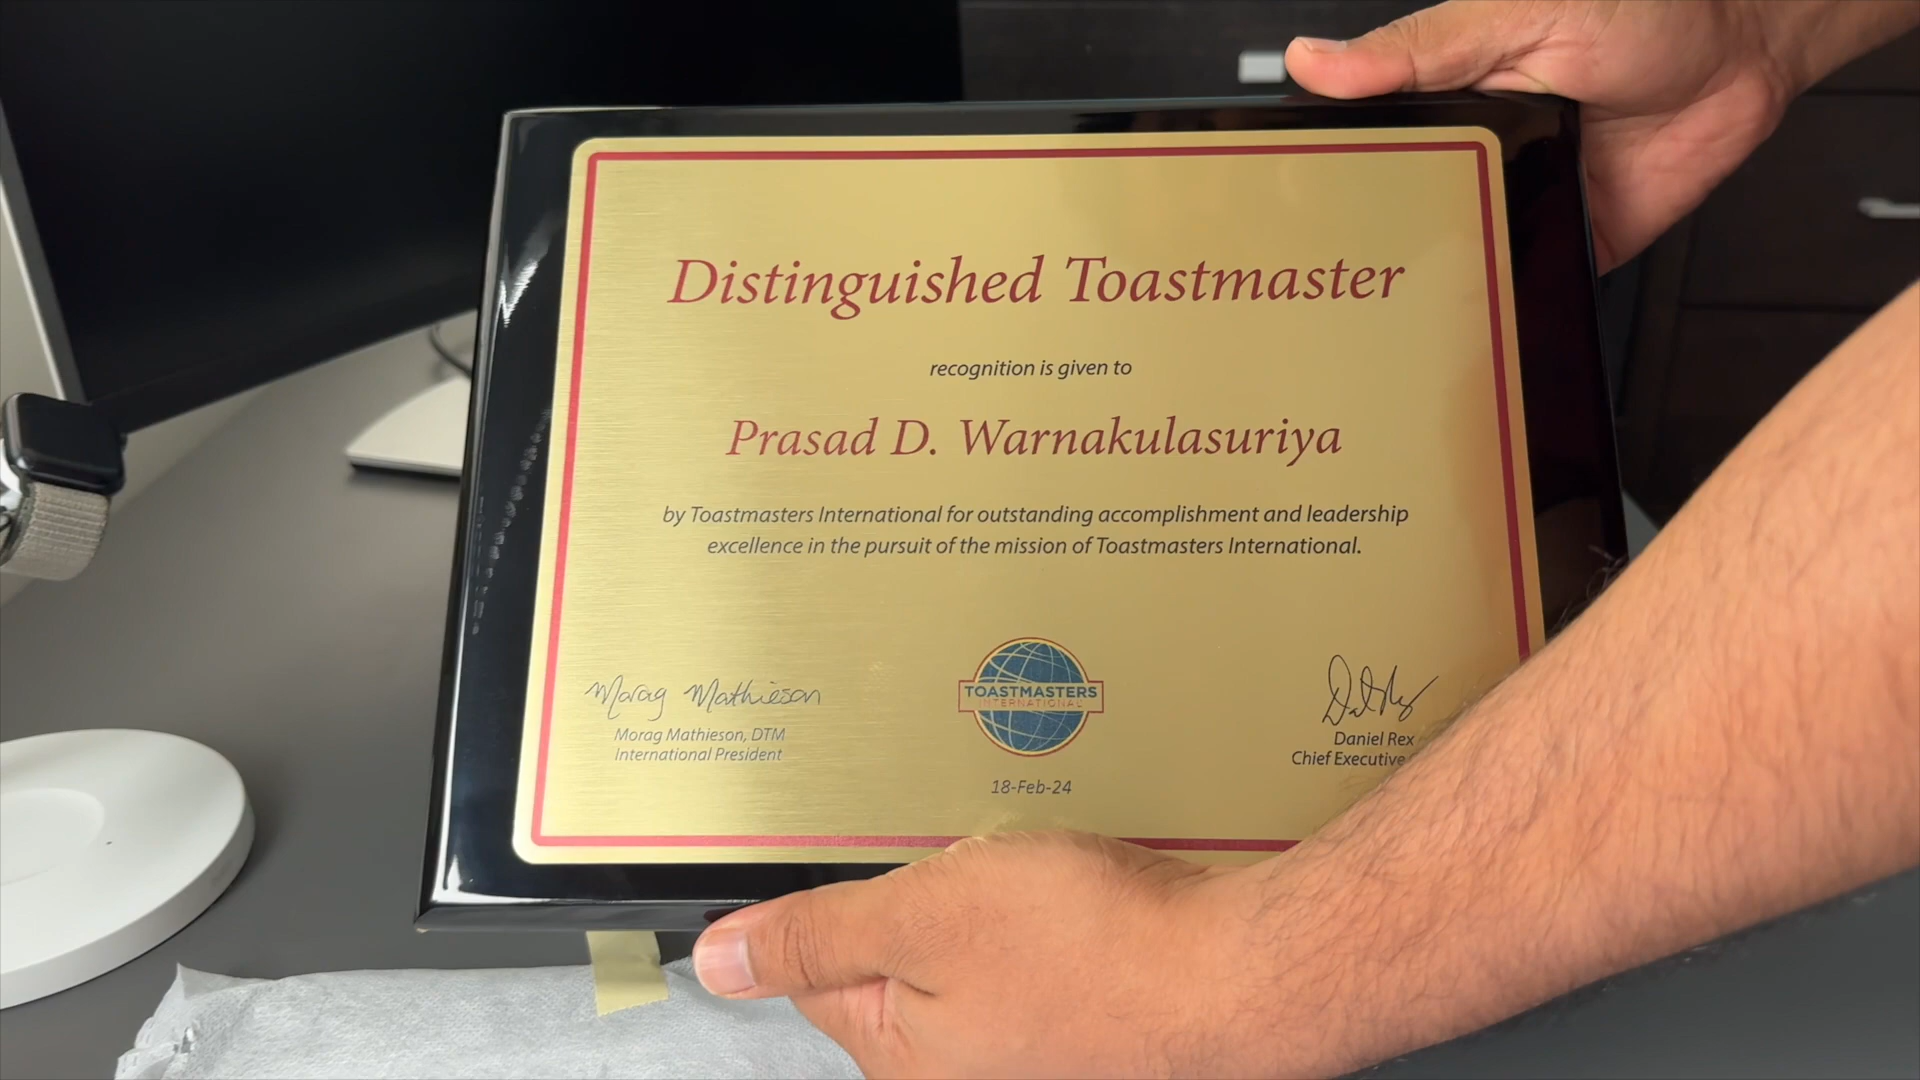 Distinguished Toastmaster
recognition is given to
Prasad D. Warnakulasuriya
by Toastmasters International for outstanding accomplishment and leadership
excellence in the pursuit of the mission of Toastmasters International.
Morag Mathieson
Morag Mathieson, DTM
International President
TOASTMASTERS
INTERNATIONAL
18-Feb-24
Daniel Rex
Chief Executive